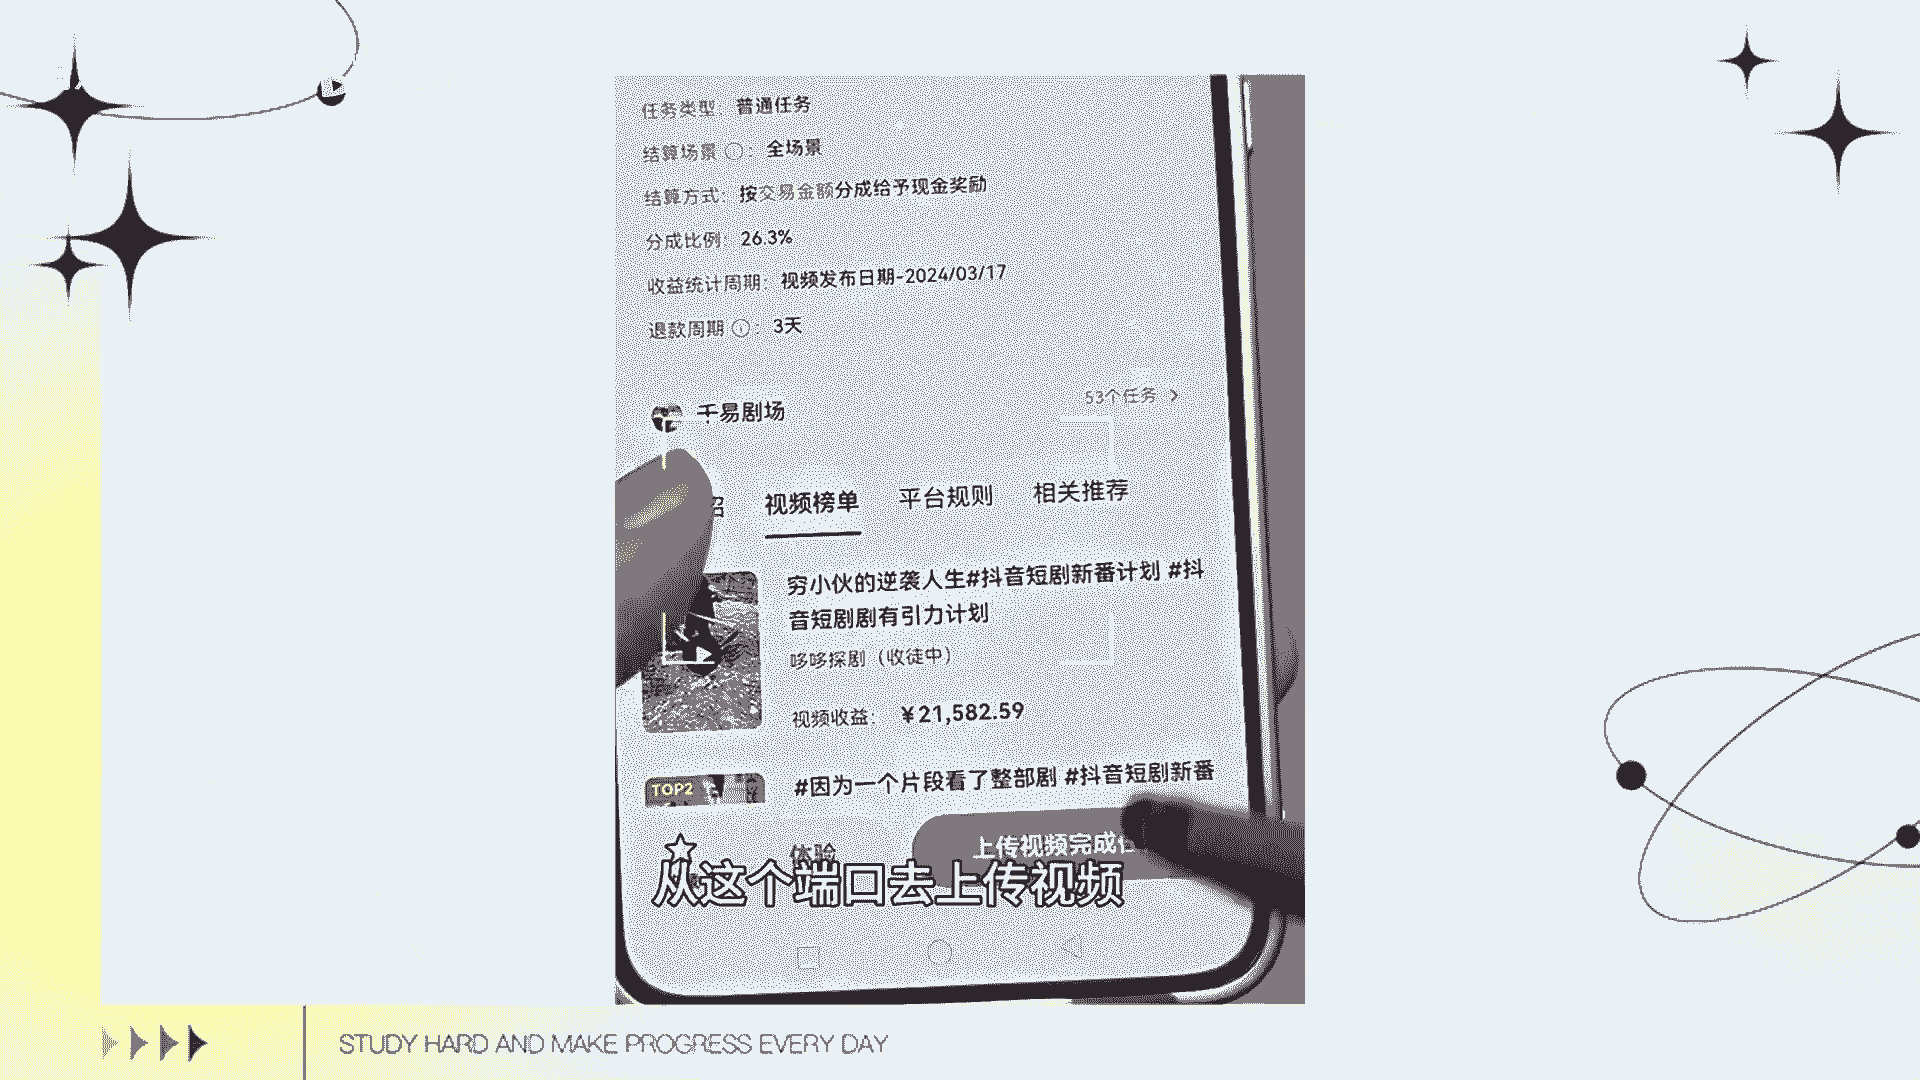 任务类型: 普通任务
结算场景 ⓘ: 全场景
结算方式: 按交易金额分成给予现金奖励
分成比例: 26.3%
收益统计周期: 视频发布日期-2024/03/17
退款周期 ⓘ: 3天
千易剧场
53个任务 >
绍 视频榜单 平台规则 相关推荐
穷小伙的逆袭人生#抖音短剧新番计划 #抖
音短剧剧有引力计划
哆哆探剧（收徒中）
视频收益: ¥21,582.59
TOP2
#因为一个片段看了整部剧 #抖音短剧新番
体验
上传视频完成任
从这个端口去上传视频
STUDY HARD AND MAKE PROGRESS EVERY DAY